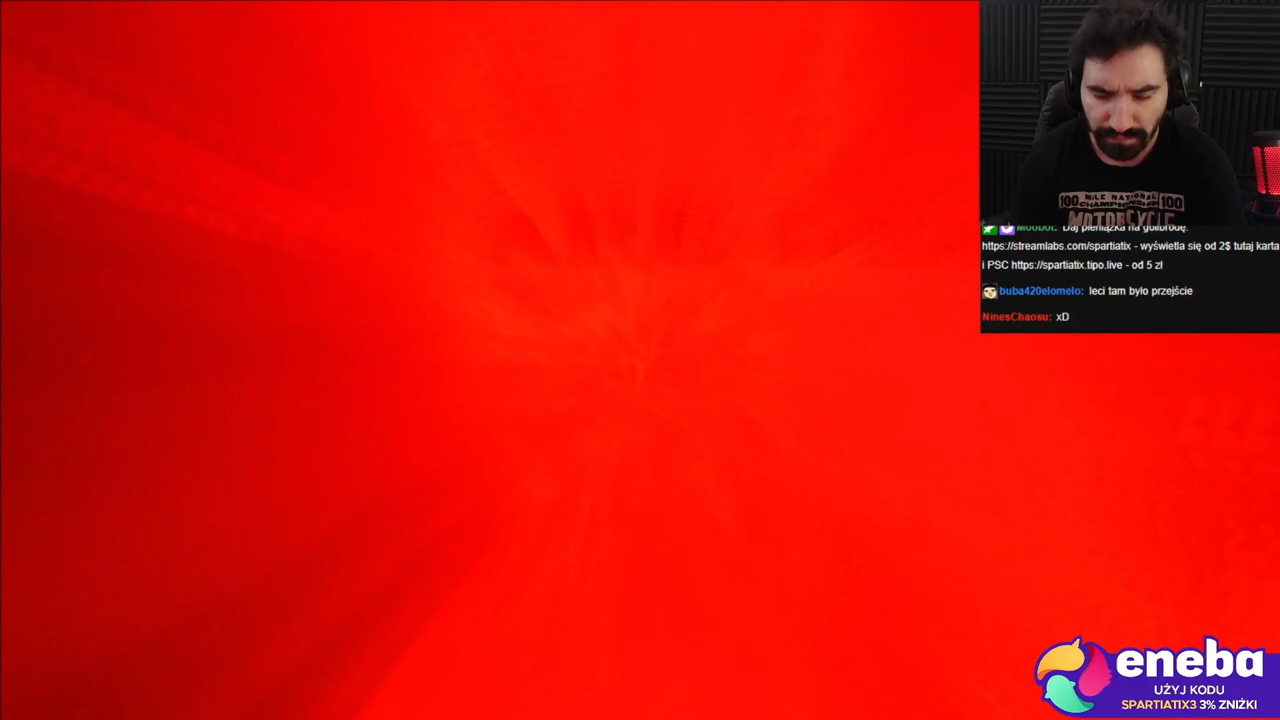 100 MILE NATIONAL 100
CHAMPIONSHIP
MOTORCYCLE
Moobot: Daj pieniążka na golibrodę.
https://streamlabs.com/spartiatix - wyświetla się od 2$ tutaj karta
i PSC https://spartiatix.tipo.live - od 5 zł
buba420elomelo: leci tam było przejście
NinesChaosu: xD
eneba
UŻYJ KODU
SPARTIATIX3 3% ZNIŻKI